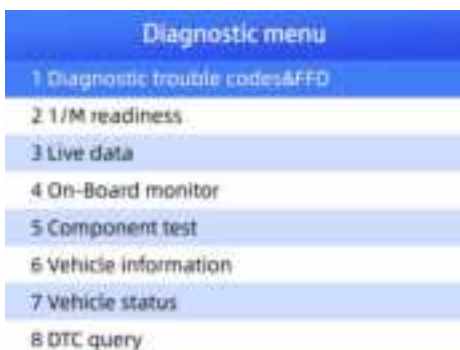 Diagnostic menu
1 Diagnostic trouble codes&FFD
2 1/M readiness
3 Live data
4 On-Board monitor
5 Component test
6 Vehicle information
7 Vehicle status
8 DTC query